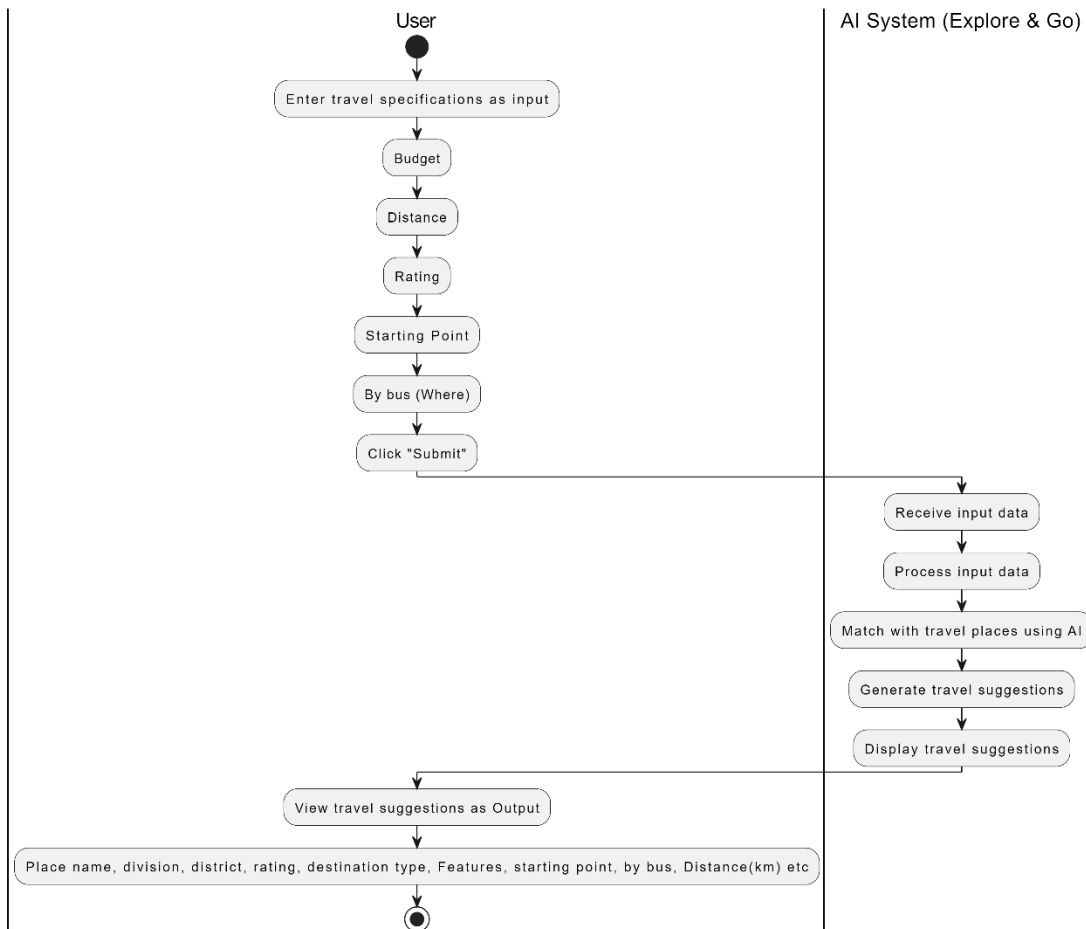 User
AI System (Explore & Go)
Enter travel specifications as input
Budget
Distance
Rating
Starting Point
By bus (Where)
Click "Submit"
Receive input data
Process input data
Match with travel places using AI
Generate travel suggestions
Display travel suggestions
View travel suggestions as Output
Place name, division, district, rating, destination type, Features, starting point, by bus, Distance(km) etc